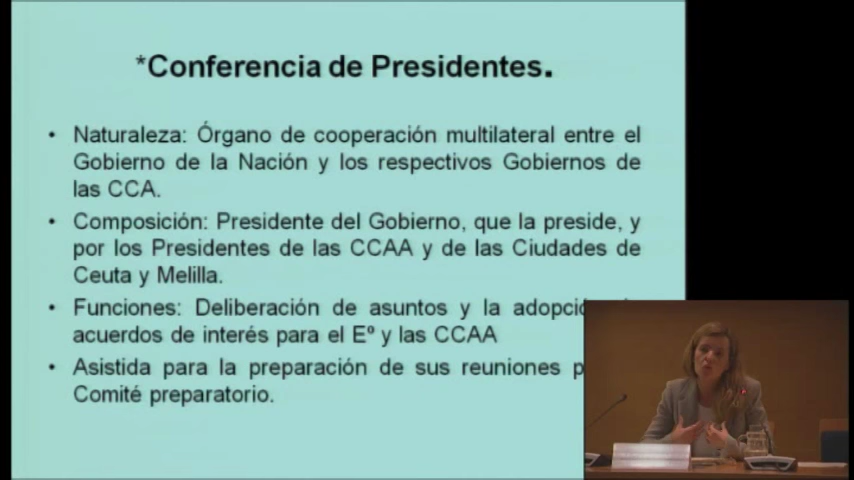 *Conferencia de Presidentes.
• Naturaleza: Órgano de cooperación multilateral entre el
Gobierno de la Nación y los respectivos Gobiernos de
las CCA.
• Composición: Presidente del Gobierno, que la preside, y
por los Presidentes de las CCAA y de las Ciudades de
Ceuta y Melilla.
• Funciones: Deliberación de asuntos y la
acuerdos de interés para el Eº y las CCAA
• Asistida para la preparación de sus reuniones
Comité preparatorio.